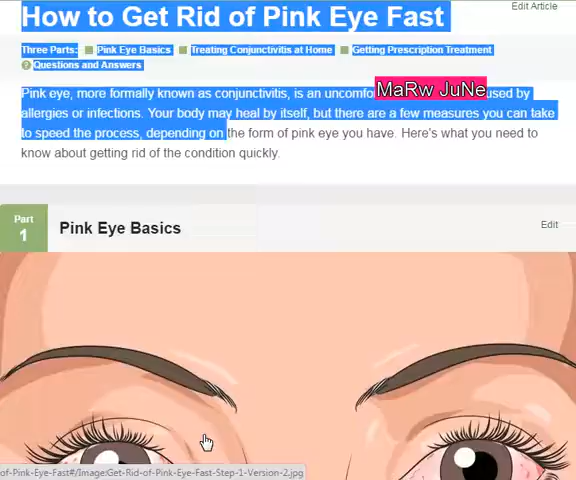 How to Get Rid of Pink Eye Fast
Edit Article
Three Parts: Pink Eye Basics Treating Conjunctivitis at Home Getting Prescription Treatment
Questions and Answers
Pink eye, more formally known as conjunctivitis, is an MaRw JuNe used by
allergies or infections. Your body may heal by itself, but there are a few measures you can take
to speed the process, depending on the form of pink eye you have. Here's what you need to
know about getting rid of the condition quickly.
Part
1
Pink Eye Basics
Edit
of-Pink-Eye-Fast#/Image:Get-Rid-of-Pink-Eye-Fast-Step-1-Version-2.jpg